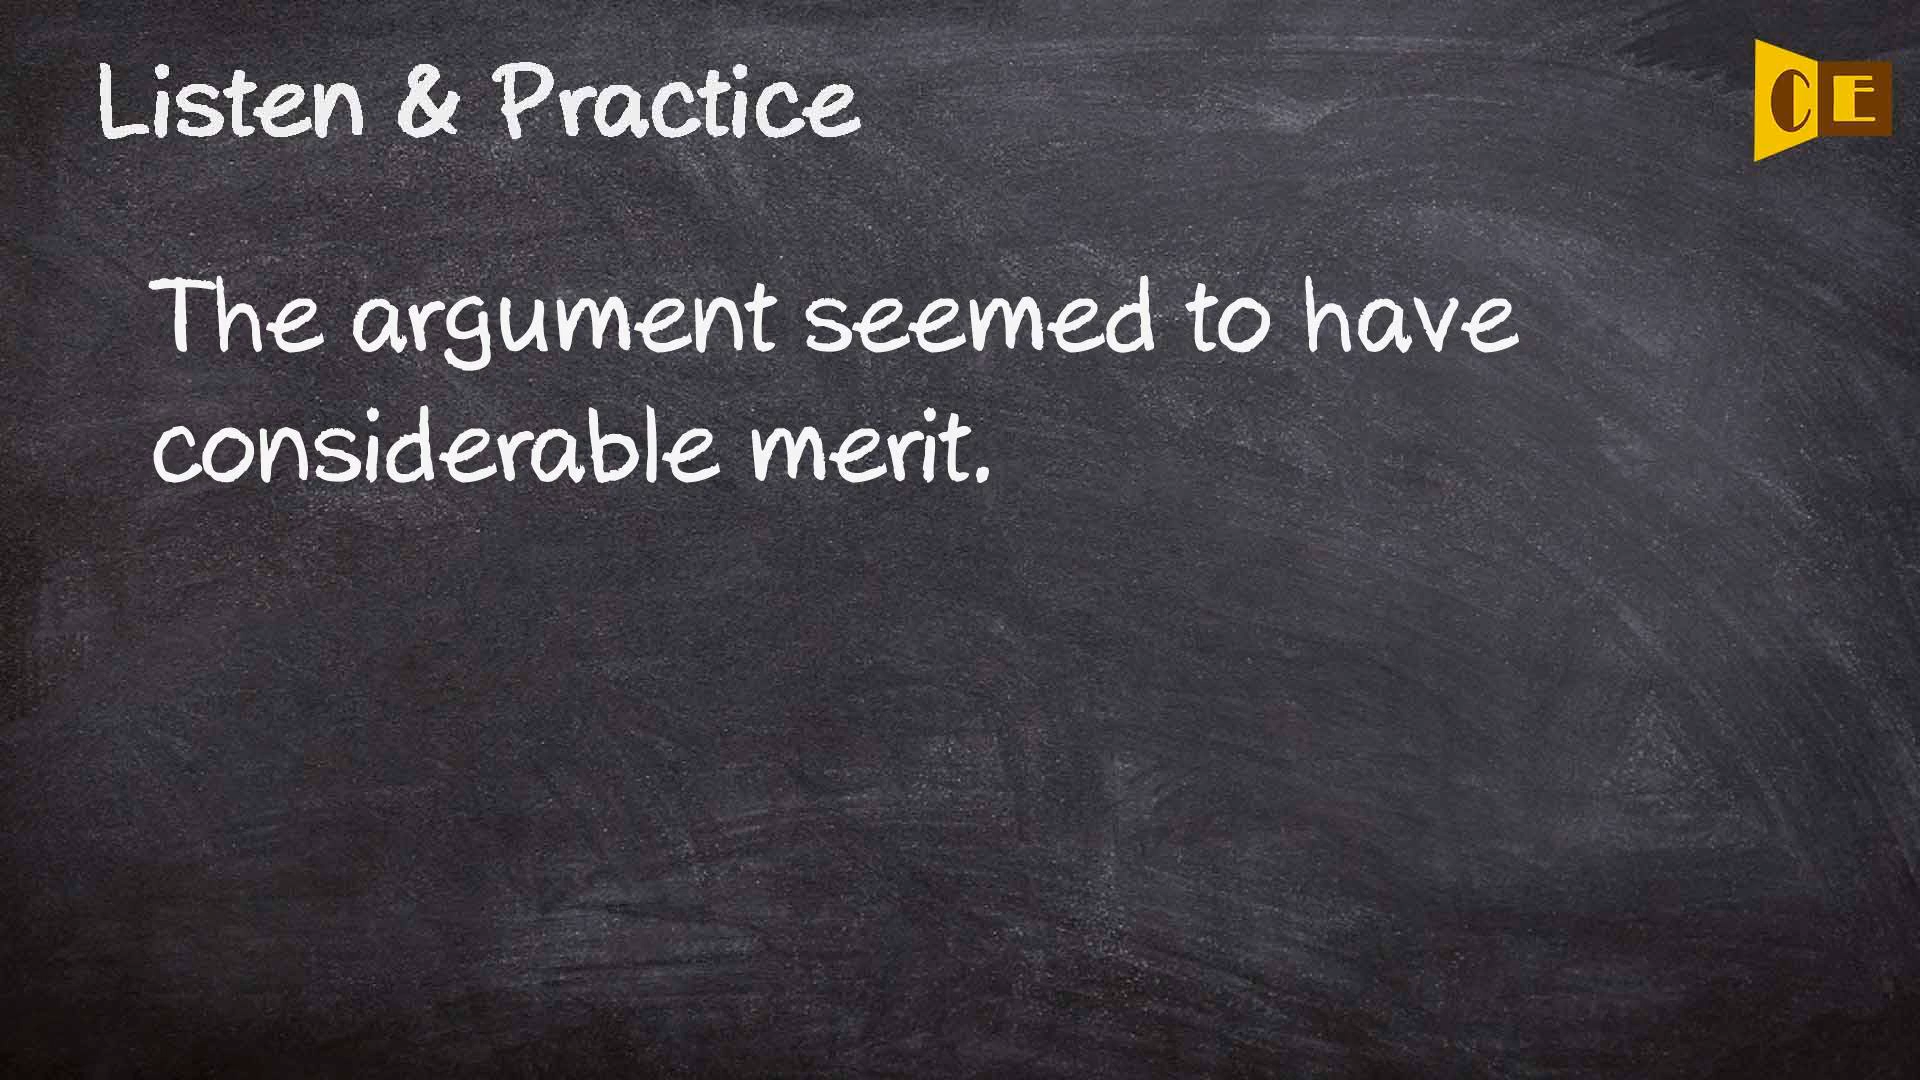 Listen & Practice
CE
The argument seemed to have
considerable merit.